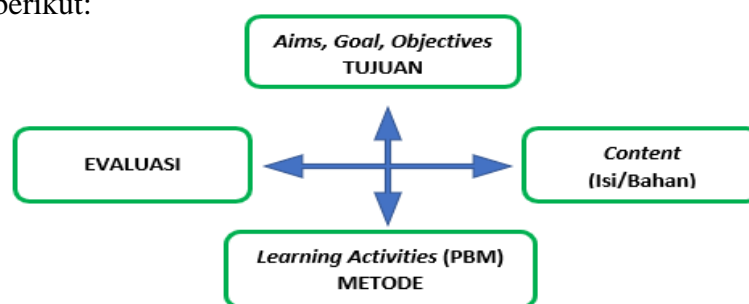 berikut:
Aims, Goal, Objectives
TUJUAN
EVALUASI
Content
(Isi/Bahan)
Learning Activities (PBM)
METODE